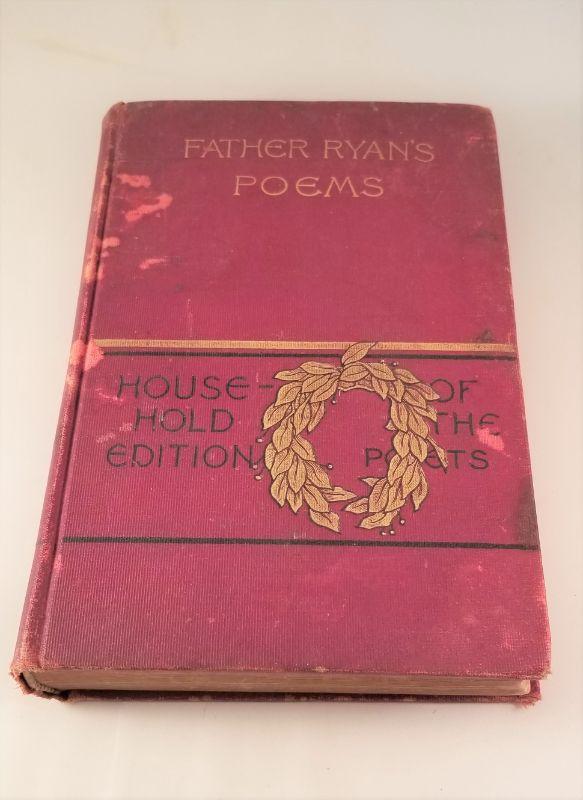 FATHER RYAN'S
POEMS
HOUSE-
HOLD
EDITION
OF
THE
POETS